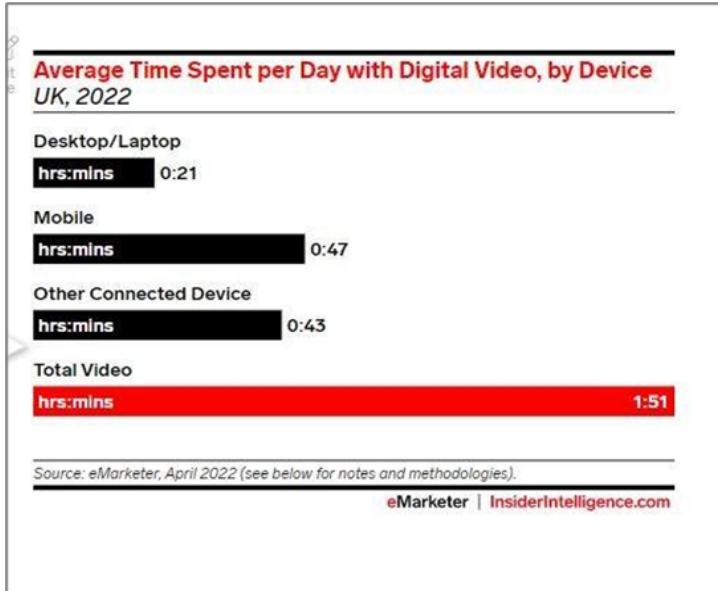 Average Time Spent per Day with Digital Video, by Device
UK, 2022
Desktop/Laptop
hrs:mins 0:21
Mobile
hrs:mins 0:47
Other Connected Device
hrs:mins 0:43
Total Video
hrs:mins 1:51
Source: eMarketer, April 2022 (see below for notes and methodologies).
eMarketer | InsiderIntelligence.com